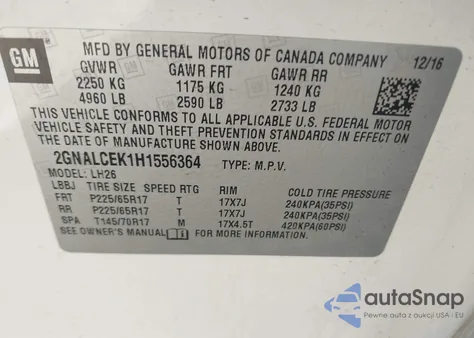 GM
MFD BY GENERAL MOTORS OF CANADA COMPANY 12/16
GVWR GAWR FRT GAWR RR
2250 KG 1175 KG 1240 KG
4960 LB 2590 LB 2733 LB
THIS VEHICLE CONFORMS TO ALL APPLICABLE U.S. FEDERAL MOTOR
VEHICLE SAFETY AND THEFT PREVENTION STANDARDS IN EFFECT ON
THE DATE OF MANUFACTURE SHOWN ABOVE.
2GNALCEK1H1556364 TYPE: M.P.V.
MODEL: LH26
LBBJ TIRE SIZE SPEED RTG RIM COLD TIRE PRESSURE
FRT P225/65R17 T 17X7J 240KPA(35PSI)
RR P225/65R17 T 17X7J 240KPA(35PSI)
SPA T145/70R17 M 17X4.5T 420KPA(60PSI)
SEE OWNER'S MANUAL FOR MORE INFORMATION
autoSnap
Pewne auta z aukcji USA i EU